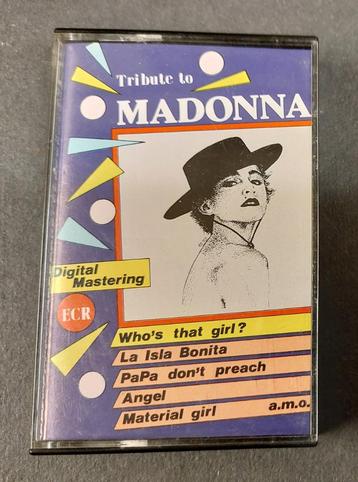 Tribute to
MADONNA
Digital
Mastering
ECR
Who's that girl?
La Isla Bonita
PaPa don't preach
Angel
Material girl a.m.o.